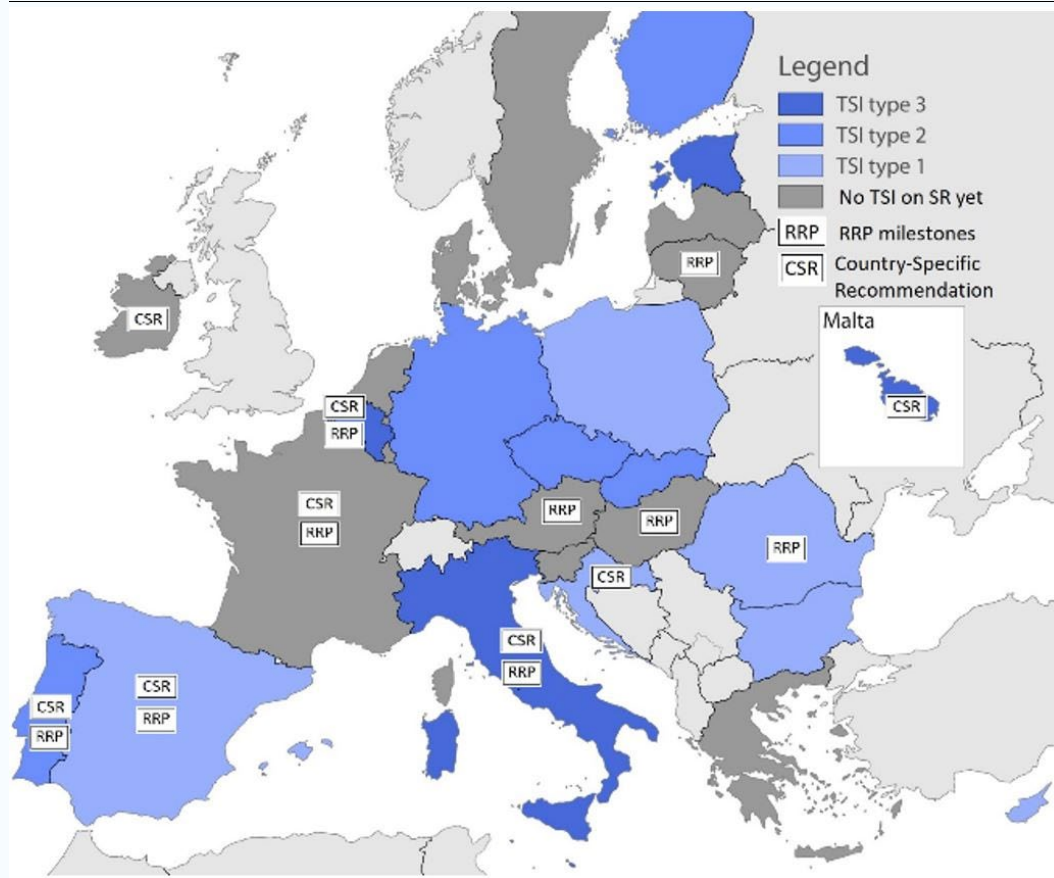 Legend
TSI type 3
TSI type 2
TSI type 1
No TSI on SR yet
RRP RRP milestones
CSR Country-Specific
Recommendation
RRP
Malta
CSR
CSR
CSR
RRP
CSR
RRP
RRP
RRP
RRP
CSR
CSR
RRP
CSR
RRP
CSR
RRP